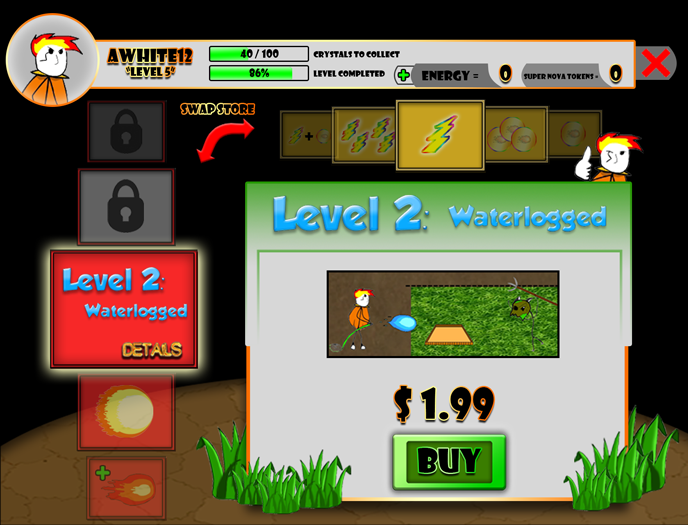 AWHITE12
"LEVEL 5"
40 / 100
CRYSTALS TO COLLECT
86%
LEVEL COMPLETED
ENERGY = 0
SUPER NOVA TOKENS - 0
SWAP STORE
Level 2:
Waterlogged
DETAILS
Level 2: Waterlogged
$ 1.99
BUY